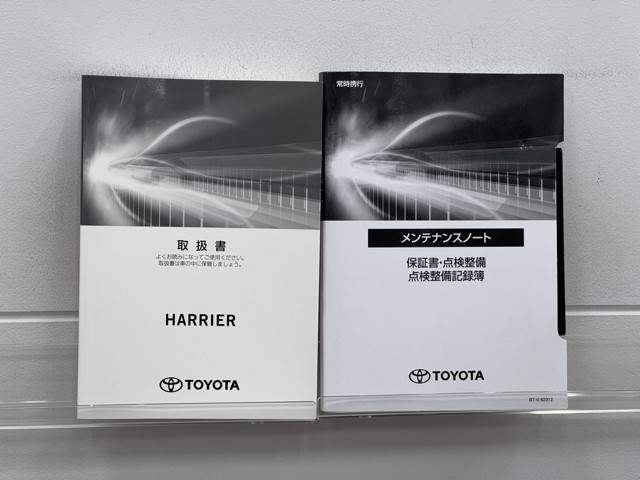 取扱書
よくお読みになってご使用ください。
取扱書は車の中に保管しましょう。
HARRIER
TOYOTA
常時携行
メンテナンスノート
保証書・点検整備
点検整備記録簿
TOYOTA